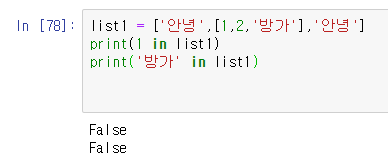 In [78]: list1 = ['안녕',[1,2,'방가'],'안녕']
print(1 in list1)
print('방가' in list1)
False
False